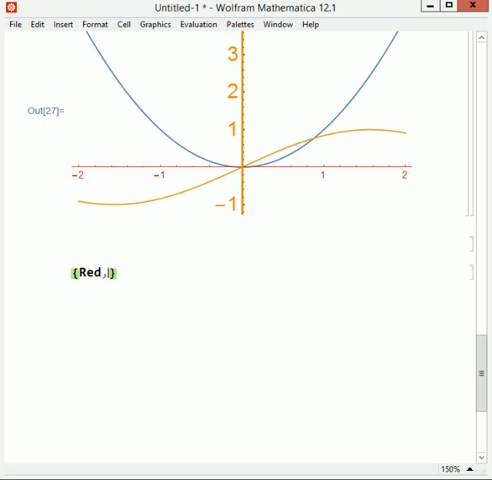 Untitled-1 * - Wolfram Mathematica 12.1
File Edit Insert Format Cell Graphics Evaluation Palettes Window Help
3
2
Out[27]=
1
-2 -1 1 2
-1
{Red,}
150%